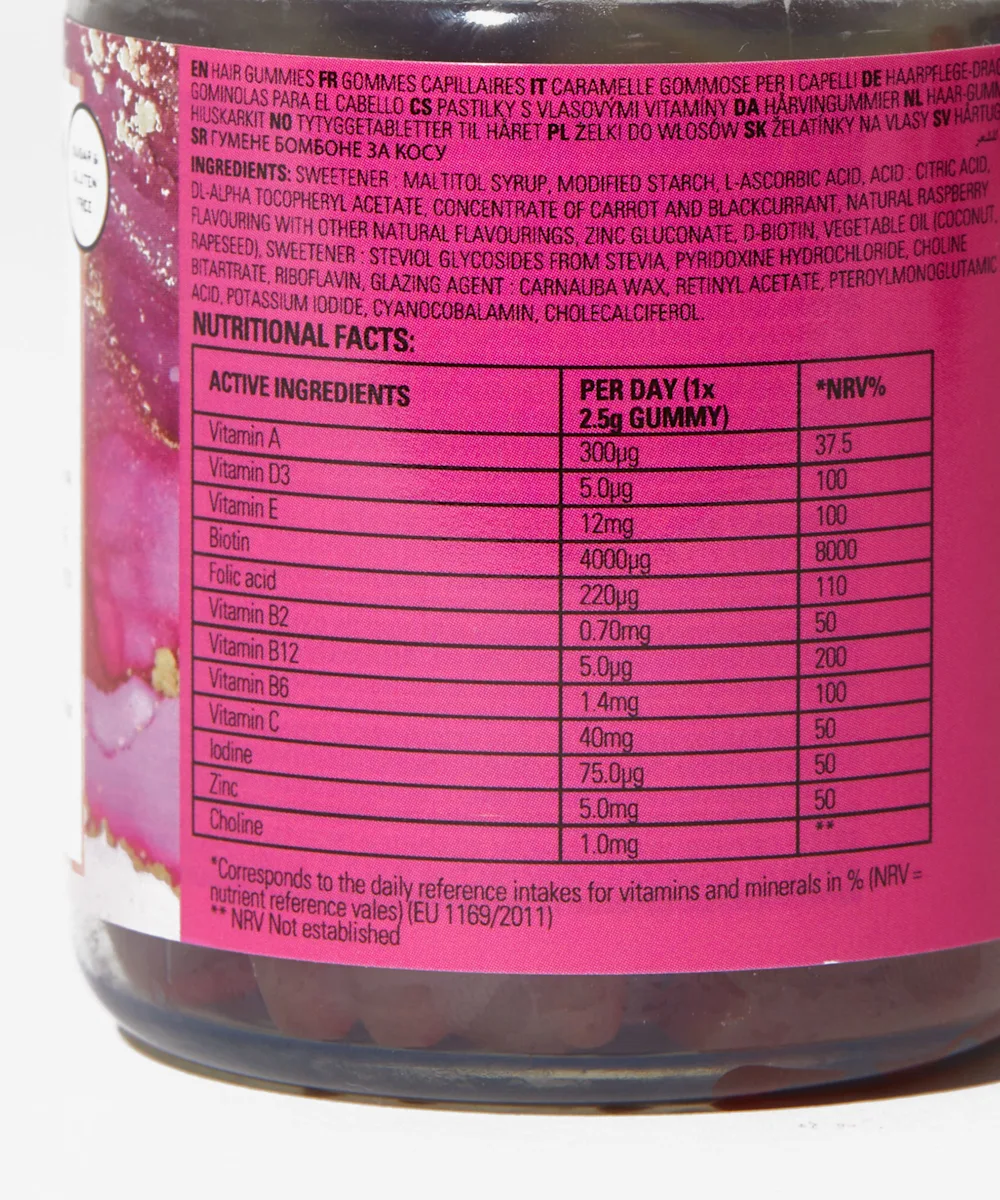 SUGAR &
GLUTEN
FREE
EN HAIR GUMMIES FR GOMMES CAPILLAIRES IT CARAMELLE GOMMOSE PER I CAPELLI DE HAARPFLEGE-DRAG
GOMINOLAS PARA EL CABELLO CS PASTILKY S VLASOVÝMI VITAMÍNY DA HÅRVINGUMMIER NL HAAR-GUMM
HIUSKARKIT NO TYTYGGETABLETTER TIL HÅRET PL ŻELKI DO WŁOSÓW SK ŽELATÍNKY NA VLASY SV HÅRTUG
SR ГУМЕНЕ БОМБОНЕ ЗА КОСУ
INGREDIENTS: SWEETENER : MALTITOL SYRUP, MODIFIED STARCH, L-ASCORBIC ACID, ACID : CITRIC ACID,
DL-ALPHA TOCOPHERYL ACETATE, CONCENTRATE OF CARROT AND BLACKCURRANT, NATURAL RASPBERRY
FLAVOURING WITH OTHER NATURAL FLAVOURINGS, ZINC GLUCONATE, D-BIOTIN, VEGETABLE OIL (COCONUT,
RAPESEED), SWEETENER : STEVIOL GLYCOSIDES FROM STEVIA, PYRIDOXINE HYDROCHLORIDE, CHOLINE
BITARTRATE, RIBOFLAVIN, GLAZING AGENT : CARNAUBA WAX, RETINYL ACETATE, PTEROYLMONOGLUTAMIC
ACID, POTASSIUM IODIDE, CYANOCOBALAMIN, CHOLECALCIFEROL.
NUTRITIONAL FACTS:
ACTIVE INGREDIENTS PER DAY (1x 2.5g GUMMY) *NRV%
Vitamin A 300µg 37.5
Vitamin D3 5.0µg 100
Vitamin E 12mg 100
Biotin 4000µg 8000
Folic acid 220µg 110
Vitamin B2 0.70mg 50
Vitamin B12 5.0µg 200
Vitamin B6 1.4mg 100
Vitamin C 40mg 50
Iodine 75.0µg 50
Zinc 5.0mg 50
Choline 1.0mg **
*Corresponds to the daily reference intakes for vitamins and minerals in % (NRV =
nutrient reference vales) (EU 1169/2011)
** NRV Not established